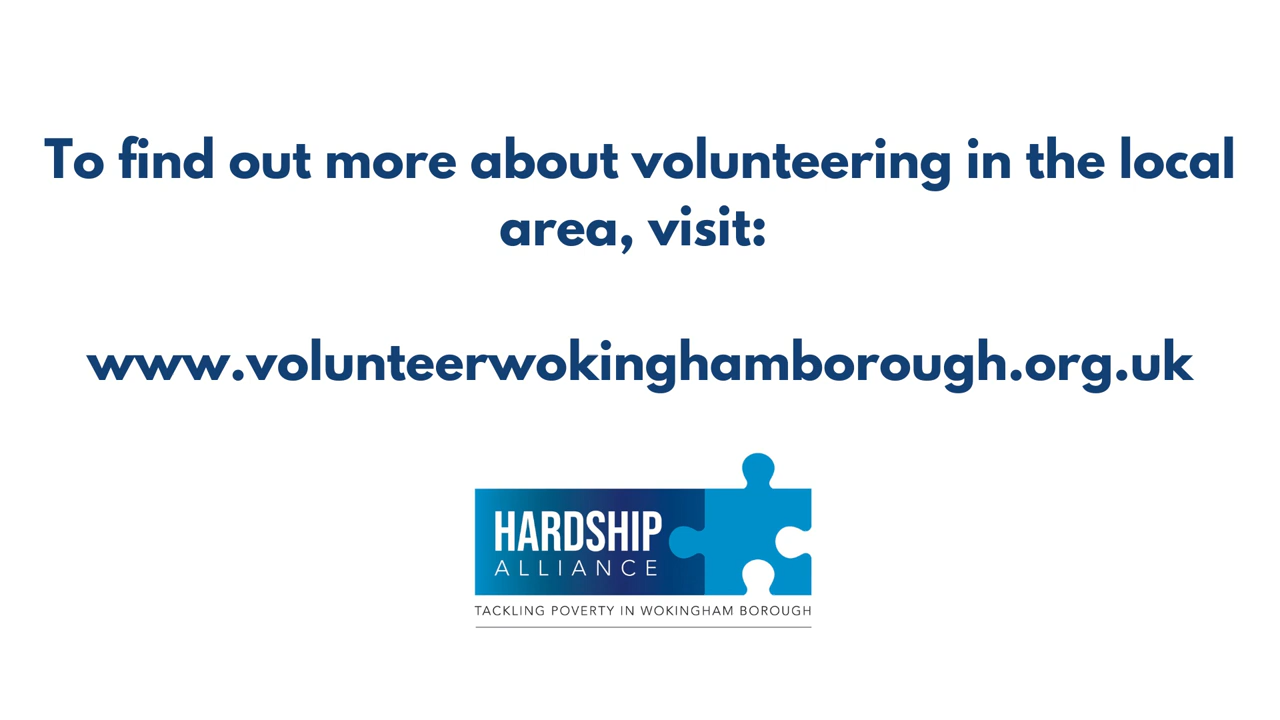 To find out more about volunteering in the local
area, visit:
www.volunteerwokinghamborough.org.uk
HARDSHIP
ALLIANCE
TACKLING POVERTY IN WOKINGHAM BOROUGH